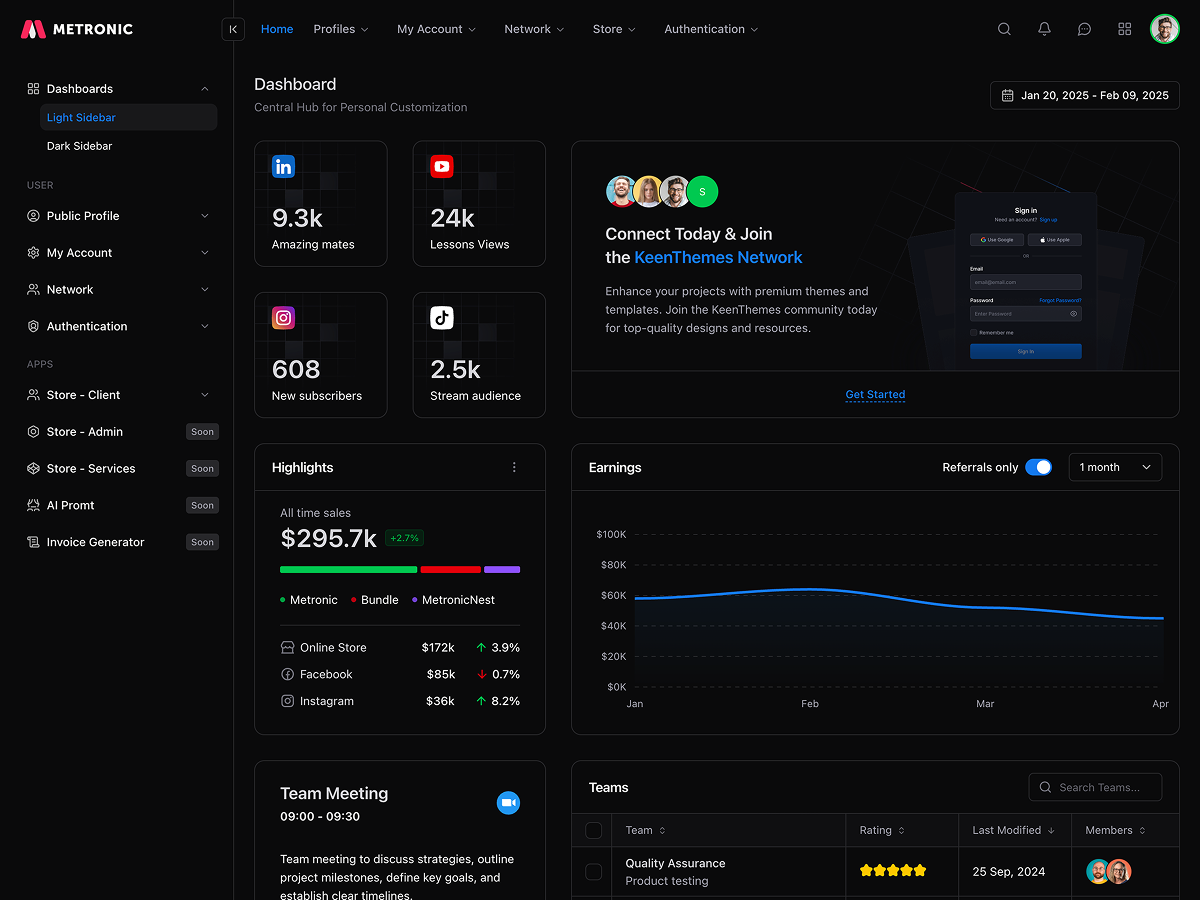 METRONIC
Home
Profiles
My Account
Network
Store
Authentication
Dashboards
Light Sidebar
Dark Sidebar
USER
Public Profile
My Account
Network
Authentication
APPS
Store - Client
Store - Admin Soon
Store - Services Soon
AI Promt Soon
Invoice Generator Soon
Dashboard
Central Hub for Personal Customization
Jan 20, 2025 - Feb 09, 2025
in
9.3k
Amazing mates
24k
Lessons Views
608
New subscribers
2.5k
Stream audience
S
Connect Today & Join
the KeenThemes Network
Enhance your projects with premium themes and
templates. Join the KeenThemes community today
for top-quality designs and resources.
Sign in
Need an account? Sign up
Use Google
Use Apple
OR
Email
email@email.com
Password Forgot Password?
Enter Password
Remember me
Sign In
Get Started
Highlights
All time sales
$295.7k +2.7%
Metronic Bundle MetronicNest
Online Store $172k 3.9%
Facebook $85k 0.7%
Instagram $36k 8.2%
Earnings
Referrals only
1 month
$100K
$80K
$60K
$40K
$20K
$0K
Jan Feb Mar Apr
Team Meeting
09:00 - 09:30
Team meeting to discuss strategies, outline
project milestones, define key goals, and
establish clear timelines.
Teams
Search Teams...
Team Rating Last Modified Members
Quality Assurance
Product testing
25 Sep, 2024